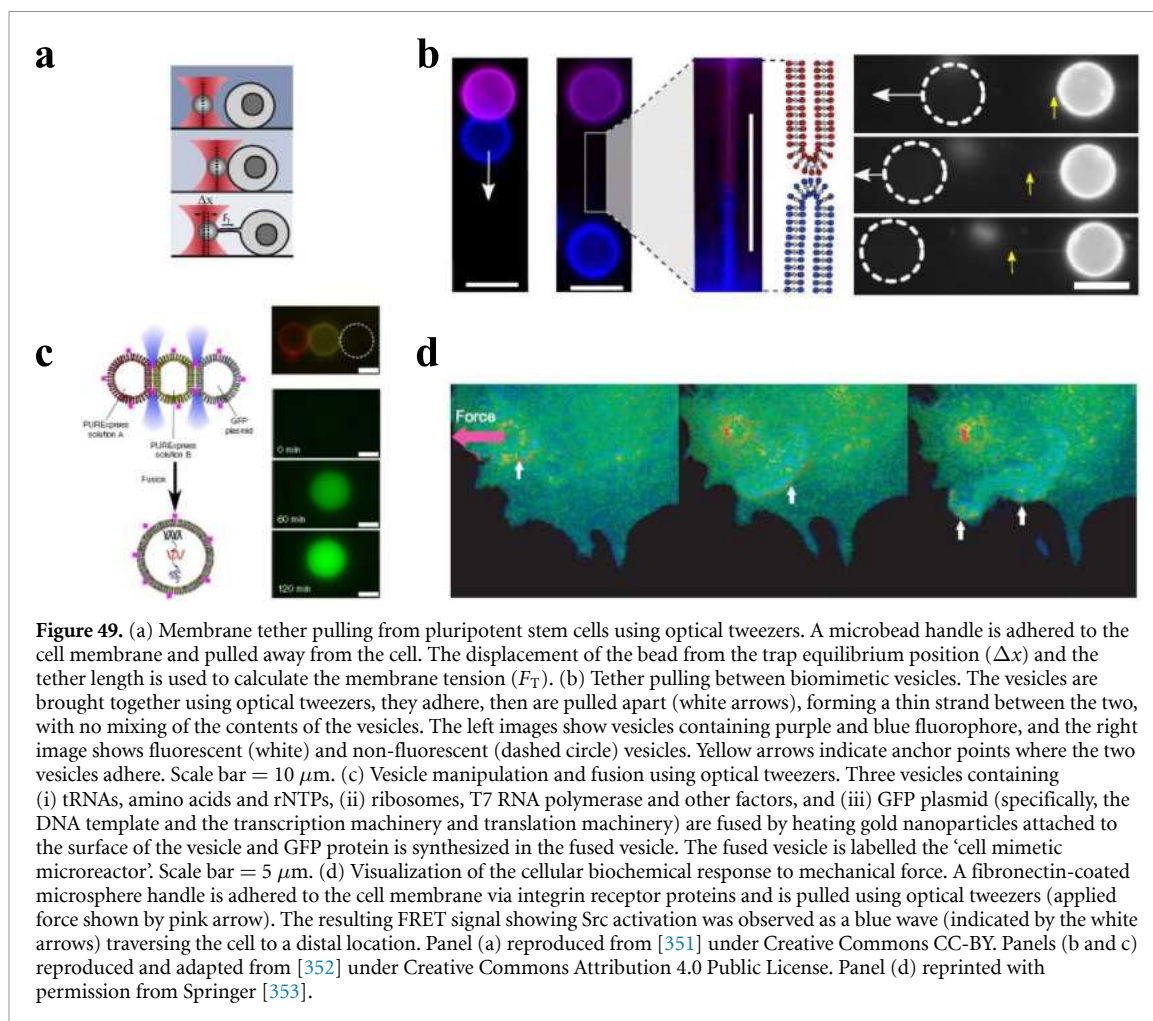 a
b
Δx
F_T
c
PURExpress
solution A
PURExpress
solution B
GFP
plasmid
Fusion
0 min
60 min
120 min
d
Force
Figure 49. (a) Membrane tether pulling from pluripotent stem cells using optical tweezers. A microbead handle is adhered to the
cell membrane and pulled away from the cell. The displacement of the bead from the trap equilibrium position (Δx) and the
tether length is used to calculate the membrane tension (F_T). (b) Tether pulling between biomimetic vesicles. The vesicles are
brought together using optical tweezers, they adhere, then are pulled apart (white arrows), forming a thin strand between the two,
with no mixing of the contents of the vesicles. The left images show vesicles containing purple and blue fluorophore, and the right
image shows fluorescent (white) and non-fluorescent (dashed circle) vesicles. Yellow arrows indicate anchor points where the two
vesicles adhere. Scale bar = 10 μm. (c) Vesicle manipulation and fusion using optical tweezers. Three vesicles containing
(i) tRNAs, amino acids and rNTPs, (ii) ribosomes, T7 RNA polymerase and other factors, and (iii) GFP plasmid (specifically, the
DNA template and the transcription machinery and translation machinery) are fused by heating gold nanoparticles attached to
the surface of the vesicle and GFP protein is synthesized in the fused vesicle. The fused vesicle is labelled the ‘cell mimetic
microreactor’. Scale bar = 5 μm. (d) Visualization of the cellular biochemical response to mechanical force. A fibronectin-coated
microsphere handle is adhered to the cell membrane via integrin receptor proteins and is pulled using optical tweezers (applied
force shown by pink arrow). The resulting FRET signal showing Src activation was observed as a blue wave (indicated by the white
arrows) traversing the cell to a distal location. Panel (a) reproduced from [351] under Creative Commons CC-BY. Panels (b and c)
reproduced and adapted from [352] under Creative Commons Attribution 4.0 Public License. Panel (d) reprinted with
permission from Springer [353].